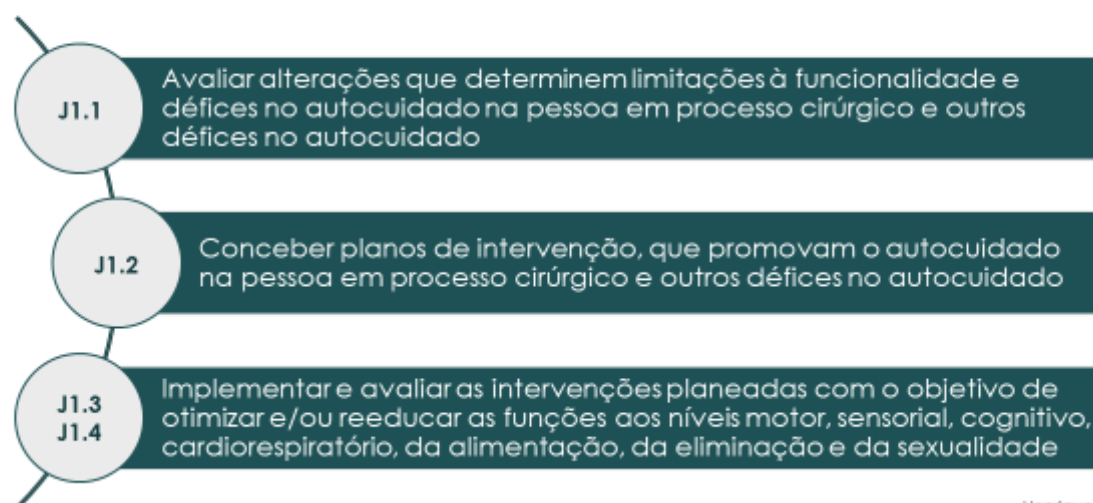 J1.1
Avaliar alterações que determinem limitações à funcionalidade e
défices no autocuidado na pessoa em processo cirúrgico e outros
défices no autocuidado
J1.2
Conceber planos de intervenção, que promovam o autocuidado
na pessoa em processo cirúrgico e outros défices no autocuidado
J1.3
J1.4
Implementar e avaliar as intervenções planeadas com o objetivo de
otimizar e/ou reeducar as funções aos níveis motor, sensorial, cognitivo,
cardiorespiratório, da alimentação, da eliminação e da sexualidade